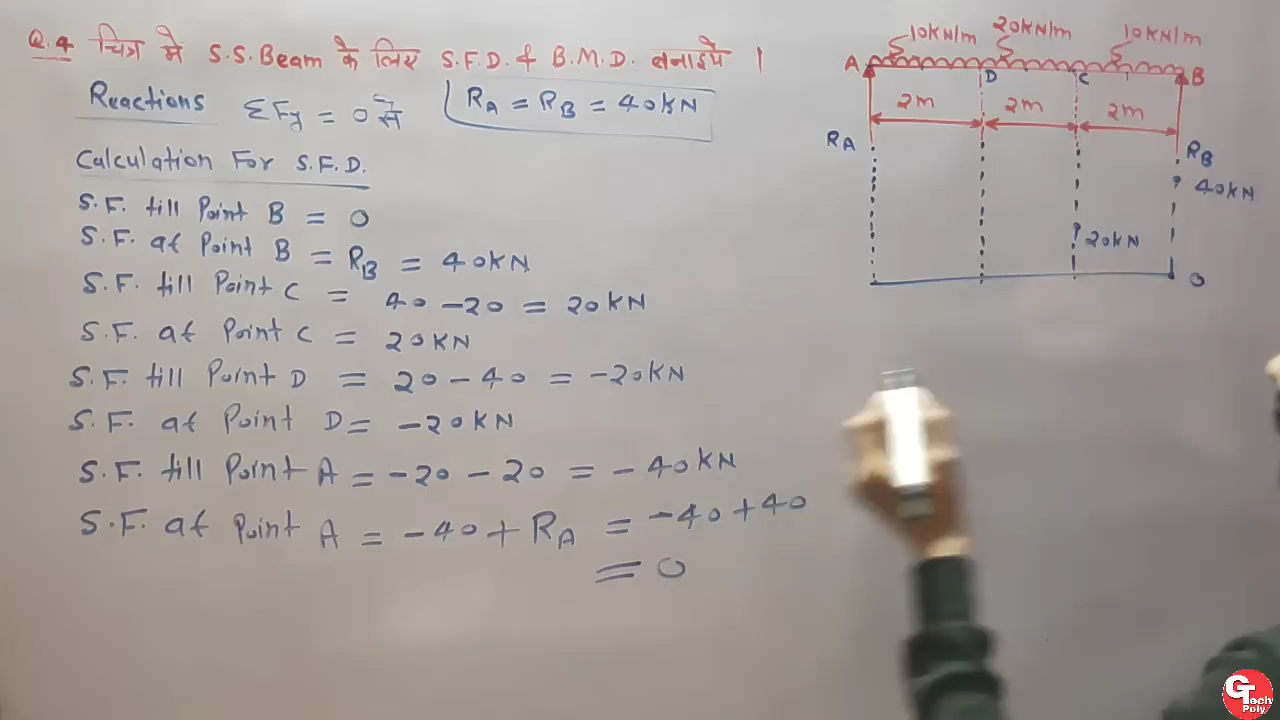 Q.4 चित्र में S.S.Beam के लिए S.F.D. & B.M.D. बनाइये ।
Reactions ΣFy = 0 से RA = RB = 40kN
Calculation For S.F.D.
S.F. till Point B = 0
S.F. at Point B = RB = 40kN
S.F. till Point C = 40 - 20 = 20kN
S.F. at Point C = 20kN
S.F. till Point D = 20 - 40 = -20kN
S.F. at Point D = -20kN
S.F. till Point A = -20 - 20 = -40kN
S.F. at Point A = -40 + RA = -40 + 40
= 0
10kN/m 20kN/m 10kN/m
A D C B
2m 2m 2m
RA RB
40kN
20kN
0
GTech Poly